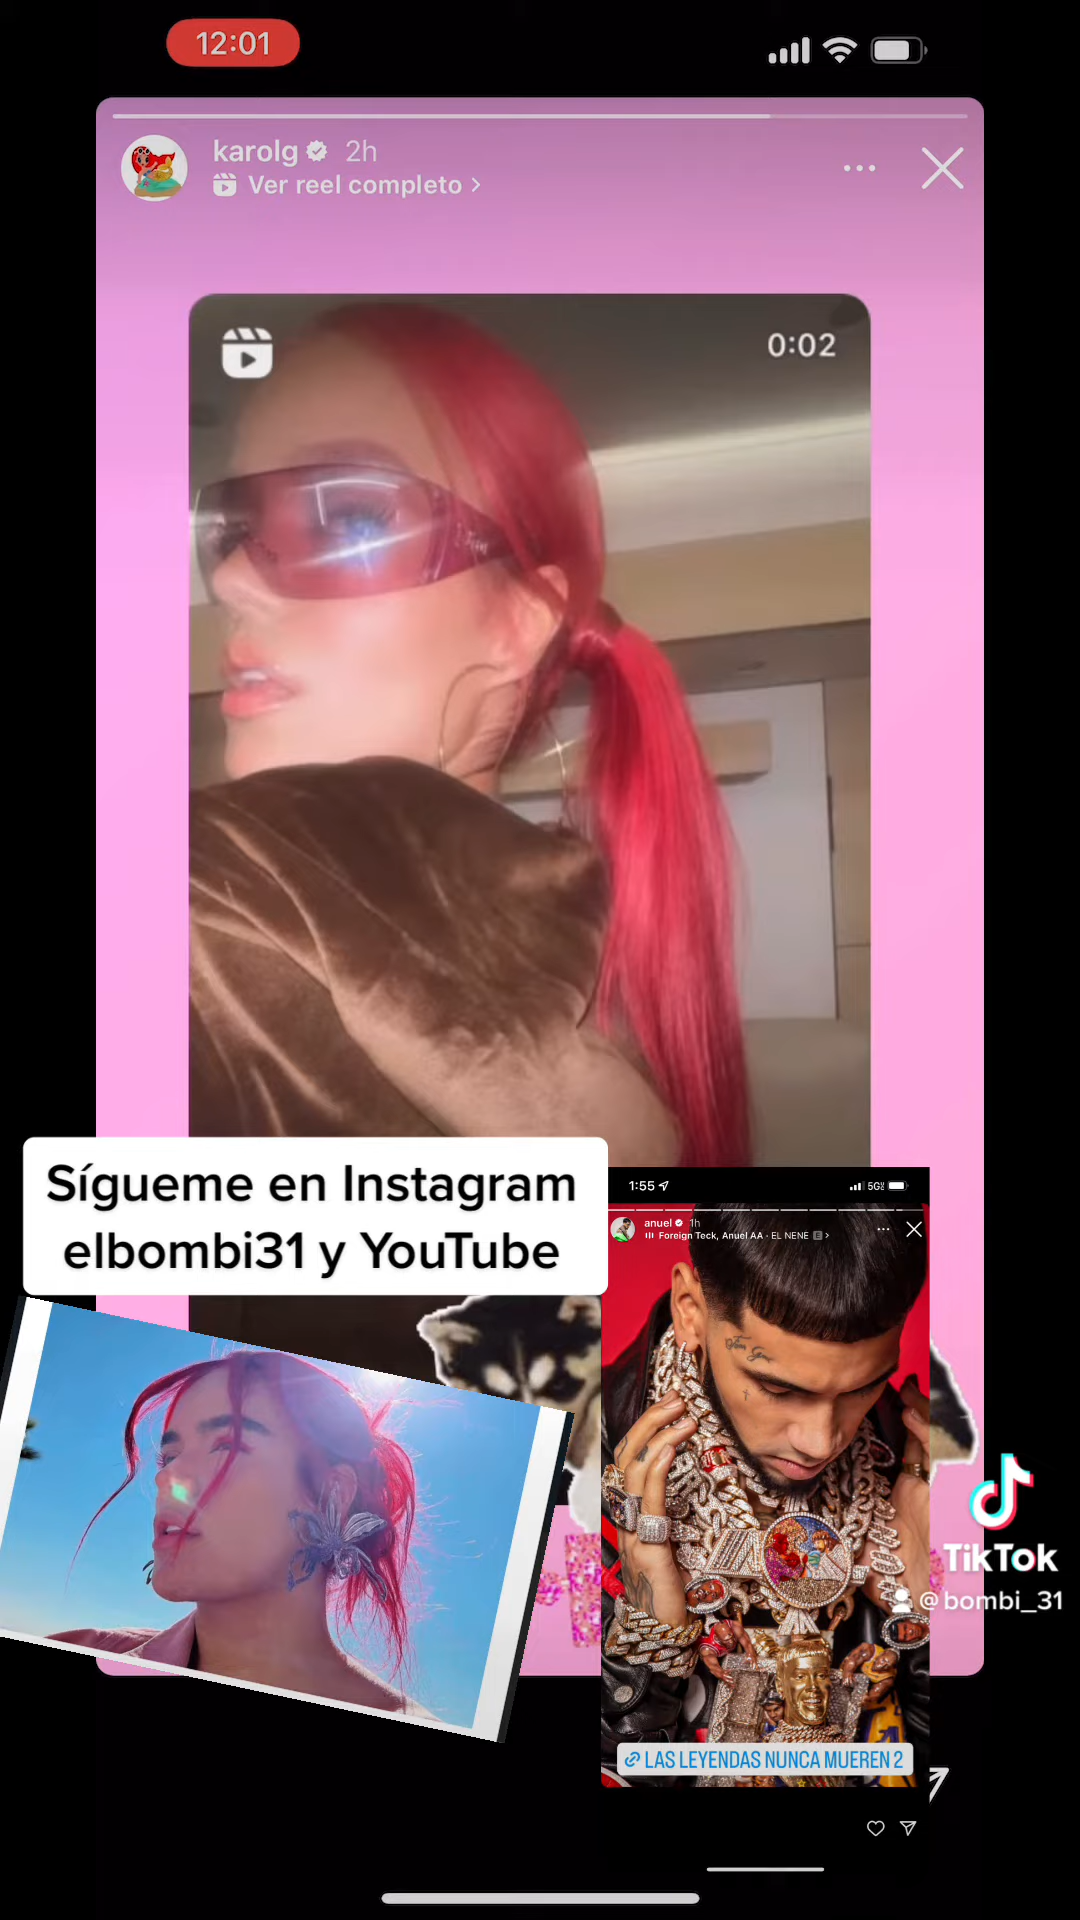 12:01
karolg 2h
Ver reel completo >
0:02
Sígueme en Instagram
elbombi31 y YouTube
1:55
5G
anuel 1h
Foreign Teck, Anuel AA · EL NENE E >
LAS LEYENDAS NUNCA MUEREN 2
TikTok
@bombi_31